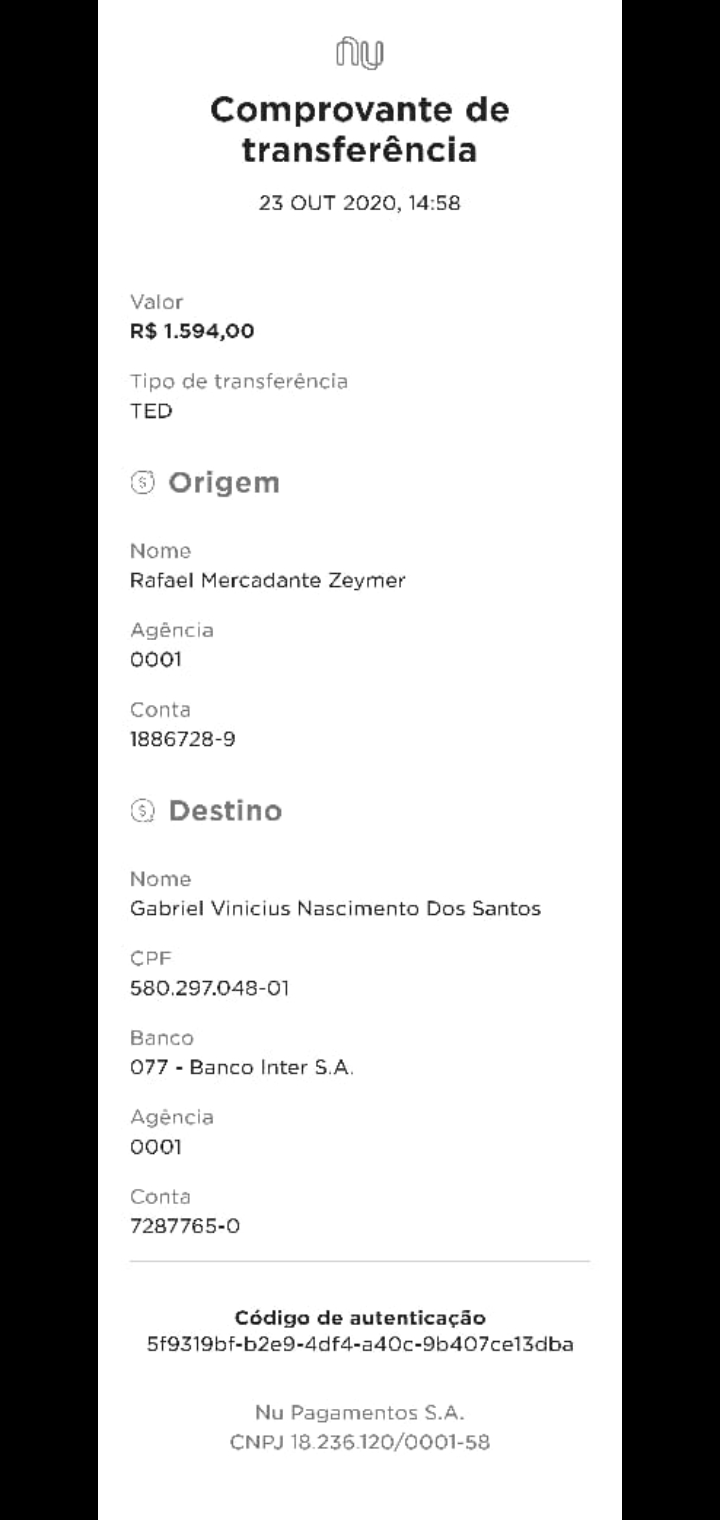 nu
Comprovante de
transferência
23 OUT 2020, 14:58
Valor
R$ 1.594,00
Tipo de transferência
TED
Origem
Nome
Rafael Mercadante Zeymer
Agência
0001
Conta
1886728-9
Destino
Nome
Gabriel Vinicius Nascimento Dos Santos
CPF
580.297.048-01
Banco
077 - Banco Inter S.A.
Agência
0001
Conta
7287765-0
Código de autenticação
5f9319bf-b2e9-4df4-a40c-9b407ce13dba
Nu Pagamentos S.A.
CNPJ 18.236.120/0001-58